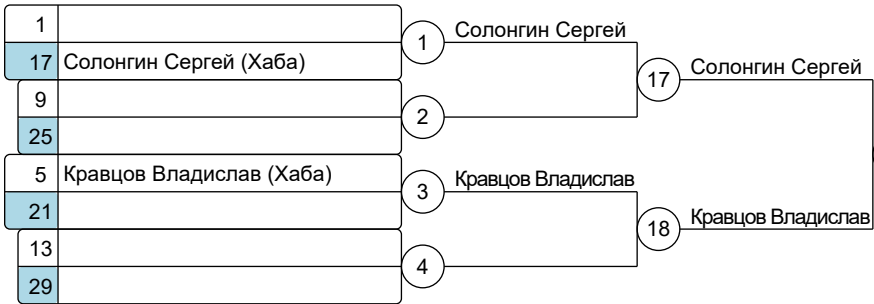 1
17 Солонгин Сергей (Хаба)
9
25
5 Кравцов Владислав (Хаба)
21
13
29
1 Солонгин Сергей
2
3 Кравцов Владислав
4
17 Солонгин Сергей
18 Кравцов Владислав